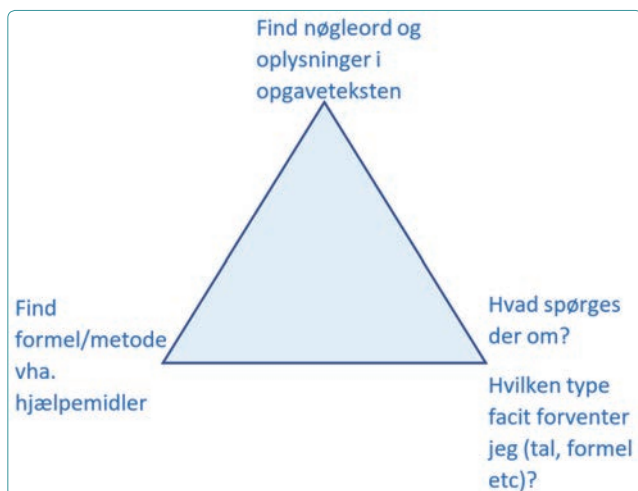 Find nøgleord og
oplysninger i
opgaveteksten
Find
formel/metode
vha.
hjælpemidler
Hvad spørges
der om?
Hvilken type
facit forventer
jeg (tal, formel
etc)?